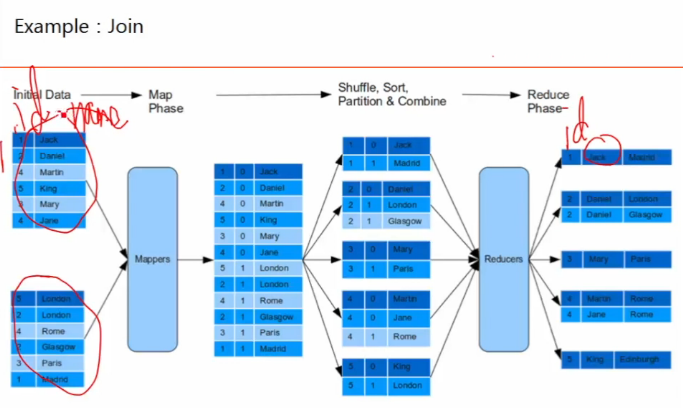 Example : Join
Initial Data
Map
Phase
Shuffle, Sort,
Partition & Combine
Reduce
Phase
id name
id
1 Jack
2 Daniel
4 Martin
5 King
3 Mary
4 Jane
5 London
2 London
4 Rome
2 Glasgow
3 Paris
1 Madrid
Mappers
1 0 Jack
2 0 Daniel
4 0 Martin
5 0 King
3 0 Mary
4 0 Jane
5 1 London
2 1 London
4 1 Rome
2 1 Glasgow
3 1 Paris
1 1 Madrid
1 0 Jack
1 1 Madrid
2 0 Daniel
2 1 London
2 1 Glasgow
3 0 Mary
3 1 Paris
4 0 Martin
4 0 Jane
4 1 Rome
5 0 King
5 1 London
Reducers
1 Jack Madrid
2 Daniel London
2 Daniel Glasgow
3 Mary Paris
4 Martin Rome
4 Jane Rome
5 King Edinburgh